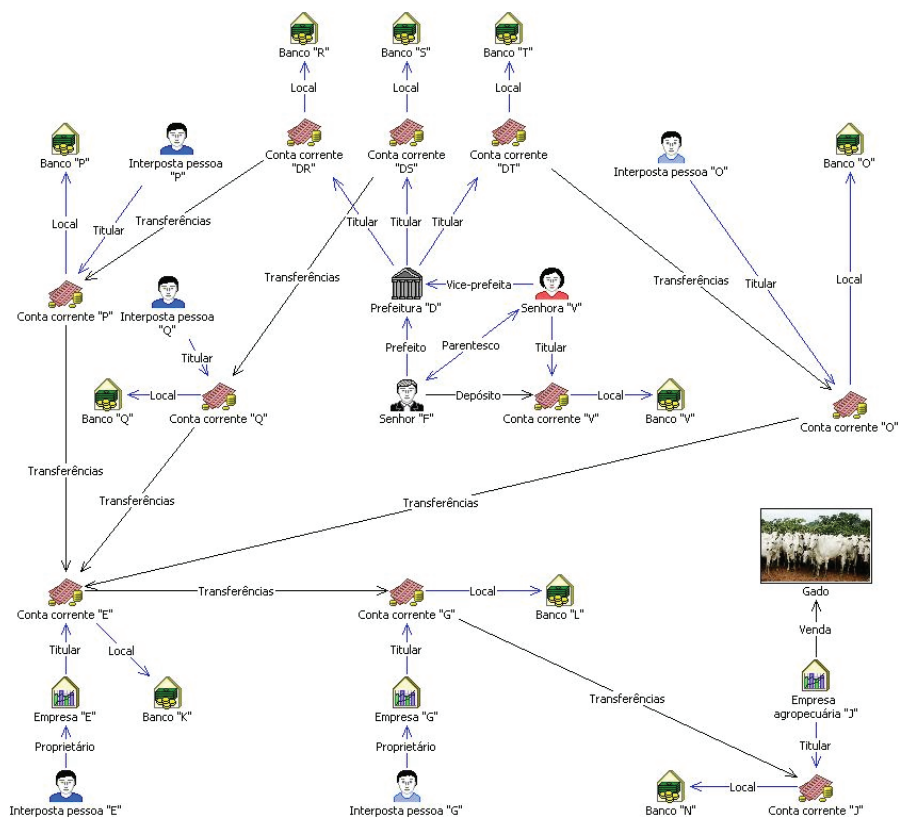 Banco "R"
Banco "S"
Banco "T"
Local
Local
Local
Banco "P"
Interposta pessoa
"P"
Conta corrente
"DR"
Conta corrente
"DS"
Conta corrente
"DT"
Interposta pessoa "O"
Banco "O"
Local
Titular
Transferências
Titular
Titular
Titular
Transferências
Transferências
Titular
Local
Conta corrente "P"
Interposta pessoa
"Q"
Prefeitura "D"
Vice-prefeita
Senhora "V"
Titular
Prefeito
Parentesco
Titular
Banco "Q"
Local
Conta corrente "Q"
Senhor "F"
Depósito
Conta corrente "V"
Local
Banco "V"
Conta corrente "O"
Transferências
Transferências
Transferências
Gado
Conta corrente "E"
Transferências
Conta corrente "G"
Local
Banco "L"
Venda
Titular
Local
Titular
Transferências
Empresa "E"
Banco "K"
Empresa "G"
Empresa
agropecuária "J"
Proprietário
Proprietário
Titular
Interposta pessoa "E"
Interposta pessoa "G"
Banco "N"
Local
Conta corrente "J"